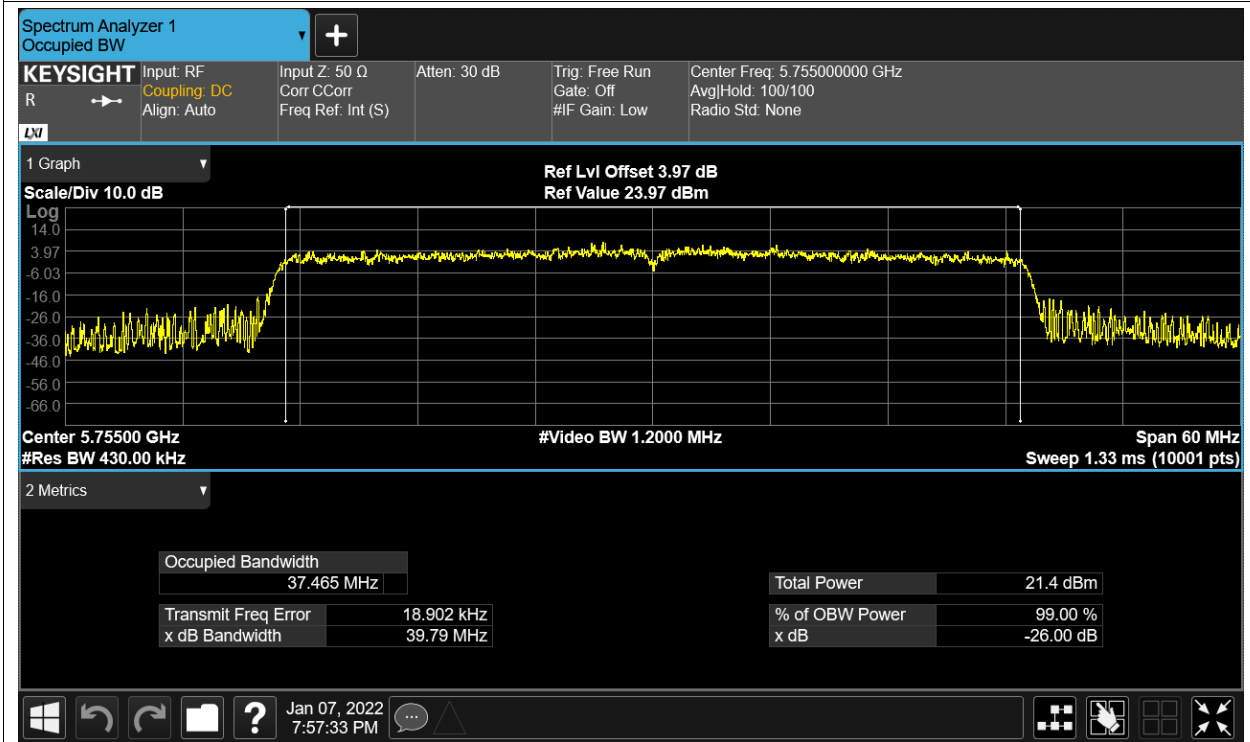 Spectrum Analyzer 1
Occupied BW
KEYSIGHT
R
LXI
Input: RF
Coupling: DC
Align: Auto
Input Z: 50 Ω
Corr CCorr
Freq Ref: Int (S)
Atten: 30 dB
Trig: Free Run
Gate: Off
#IF Gain: Low
Center Freq: 5.755000000 GHz
Avg|Hold: 100/100
Radio Std: None
1 Graph
Scale/Div 10.0 dB
Ref Lvl Offset 3.97 dB
Ref Value 23.97 dBm
Log
14.0
3.97
-6.03
-16.0
-26.0
-36.0
-46.0
-56.0
-66.0
Center 5.75500 GHz
#Video BW 1.2000 MHz
Span 60 MHz
#Res BW 430.00 kHz
Sweep 1.33 ms (10001 pts)
2 Metrics
Occupied Bandwidth
37.465 MHz
Transmit Freq Error 18.902 kHz
x dB Bandwidth 39.79 MHz
Total Power 21.4 dBm
% of OBW Power 99.00 %
x dB -26.00 dB
?
Jan 07, 2022
7:57:33 PM